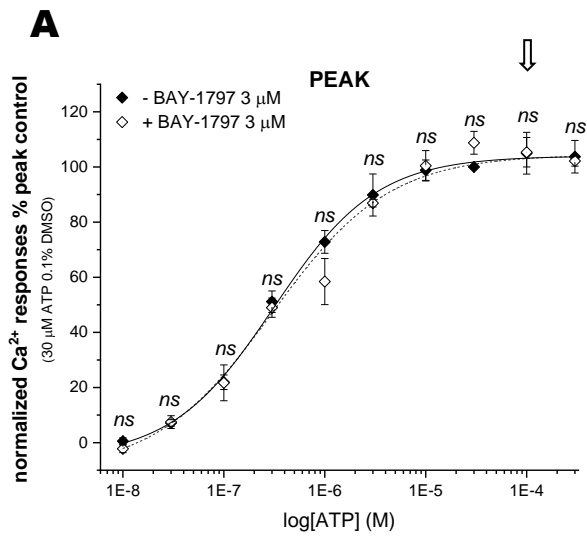 A
PEAK
- BAY-1797 3 μM
+ BAY-1797 3 μM
normalized Ca²⁺ responses % peak control
(30 μM ATP 0.1% DMSO)
120
100
80
60
40
20
0
ns
ns
ns
ns
ns
ns
ns
ns
ns
ns
1E-8
1E-7
1E-6
1E-5
1E-4
log[ATP] (M)